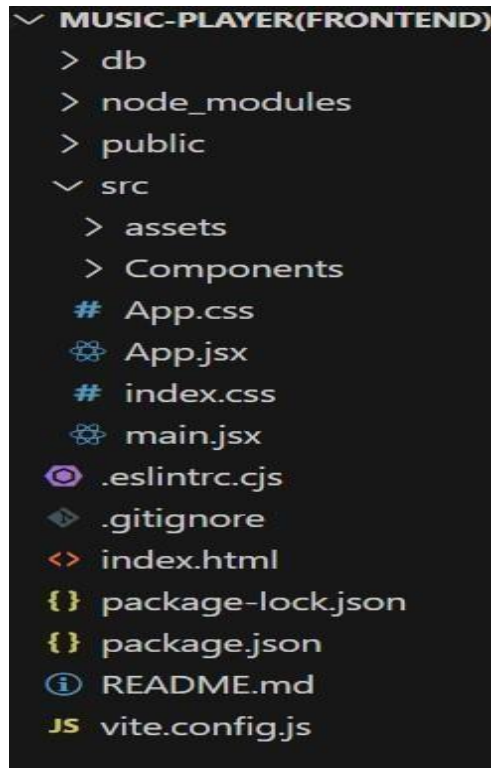 MUSIC-PLAYER(FRONTEND)
db
node_modules
public
src
assets
Components
# App.css
App.jsx
# index.css
main.jsx
.eslintrc.cjs
.gitignore
<> index.html
{} package-lock.json
{} package.json
README.md
JS vite.config.js